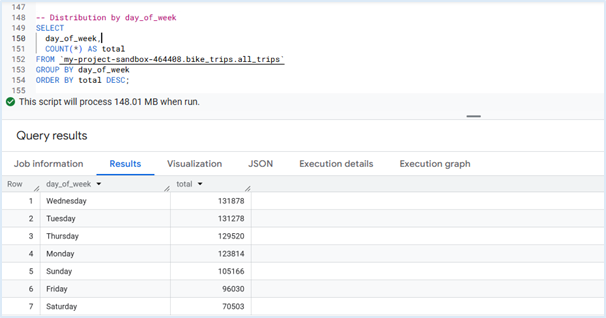 147
148 -- Distribution by day_of_week
149 SELECT
150 day_of_week,
151 COUNT(*) AS total
152 FROM `my-project-sandbox-464408.bike_trips.all_trips`
153 GROUP BY day_of_week
154 ORDER BY total DESC;
155
This script will process 148.01 MB when run.
Query results
Job information Results Visualization JSON Execution details Execution graph
Row day_of_week total
1 Wednesday 131878
2 Tuesday 131278
3 Thursday 129520
4 Monday 123814
5 Sunday 105166
6 Friday 96030
7 Saturday 70503